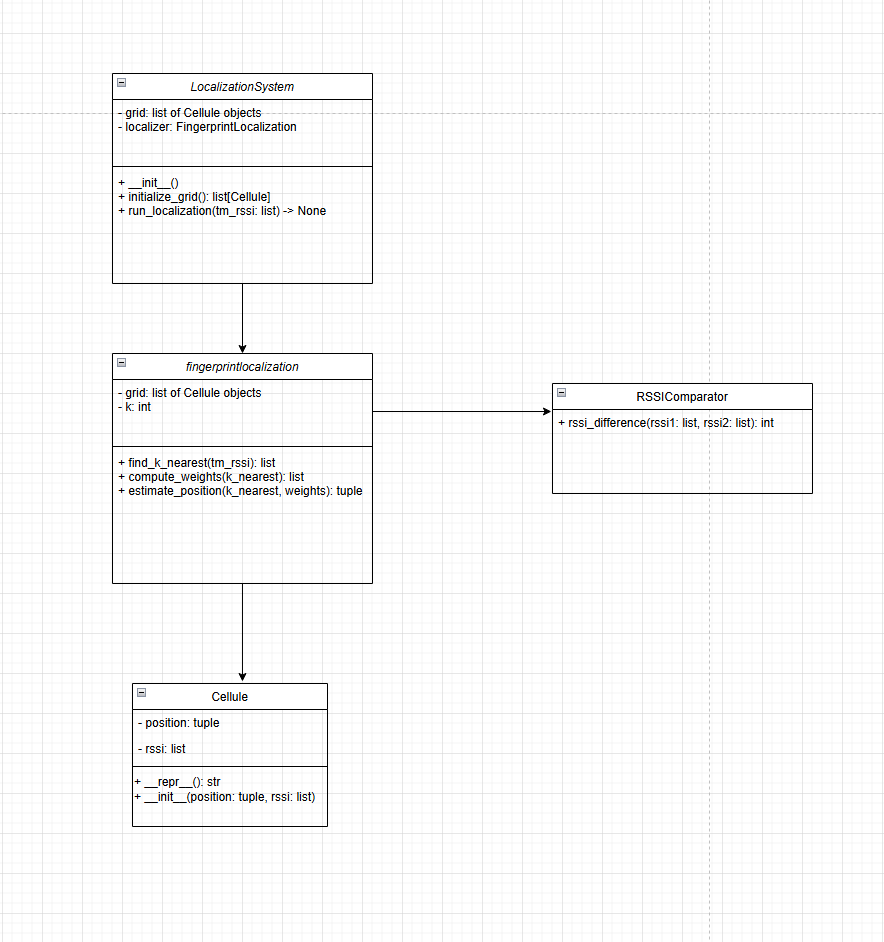 LocalizationSystem
- grid: list of Cellule objects
- localizer: FingerprintLocalization
+ __init__()
+ initialize_grid(): list[Cellule]
+ run_localization(tm_rssi: list) -> None
fingerprintlocalization
- grid: list of Cellule objects
- k: int
+ find_k_nearest(tm_rssi): list
+ compute_weights(k_nearest): list
+ estimate_position(k_nearest, weights): tuple
RSSIComparator
+ rssi_difference(rssi1: list, rssi2: list): int
Cellule
- position: tuple
- rssi: list
+ __repr__(): str
+ __init__(position: tuple, rssi: list)